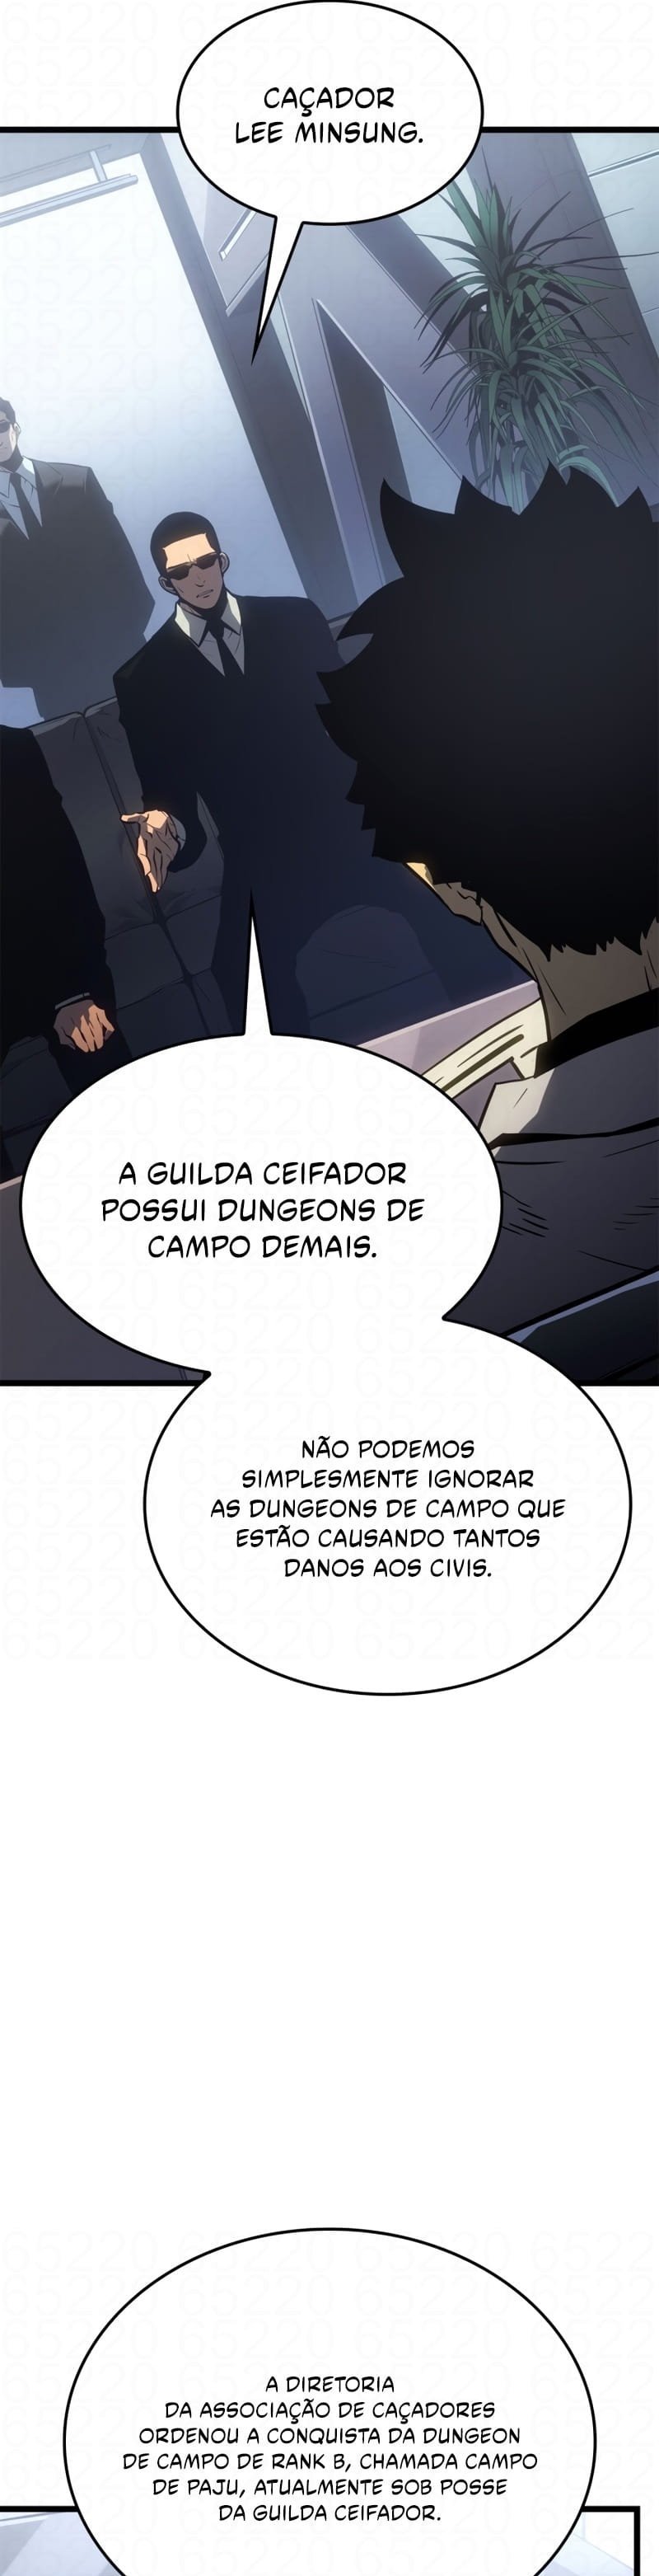 CAÇADOR
LEE MINSUNG.
A GUILDA CEIFADOR
POSSUI DUNGEONS DE
CAMPO DEMAIS.
NÃO PODEMOS
SIMPLESMENTE IGNORAR
AS DUNGEONS DE CAMPO QUE
ESTÃO CAUSANDO TANTOS
DANOS AOS CIVIS.
A DIRETORIA
DA ASSOCIAÇÃO DE CAÇADORES
ORDENOU A CONQUISTA DA DUNGEON
DE CAMPO DE RANK B, CHAMADA CAMPO
DE PAJU, ATUALMENTE SOB POSSE
DA GUILDA CEIFADOR.